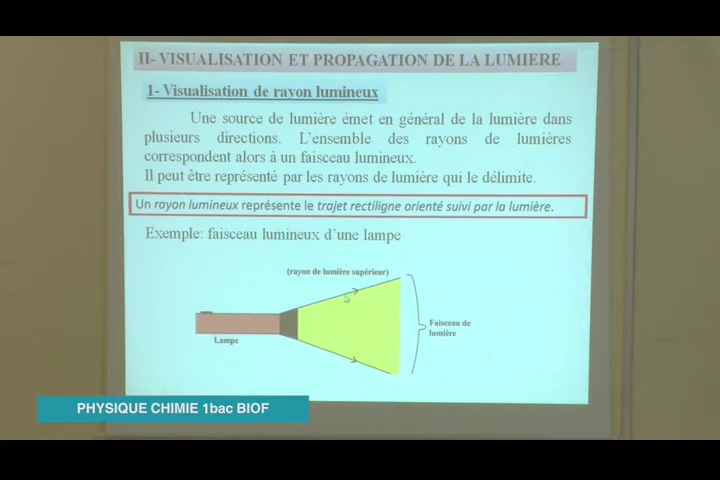 II- VISUALISATION ET PROPAGATION DE LA LUMIERE
1- Visualisation de rayon lumineux
Une source de lumière émet en général de la lumière dans
plusieurs directions. L'ensemble des rayons de lumières
correspondent alors à un faisceau lumineux.
Il peut être représenté par les rayons de lumière qui le délimite.
Un rayon lumineux représente le trajet rectiligne orienté suivi par la lumière.
Exemple: faisceau lumineux d'une lampe
(rayon de lumière supérieur)
Faisceau de
lumière
Lampe
PHYSIQUE CHIMIE 1bac BIOF